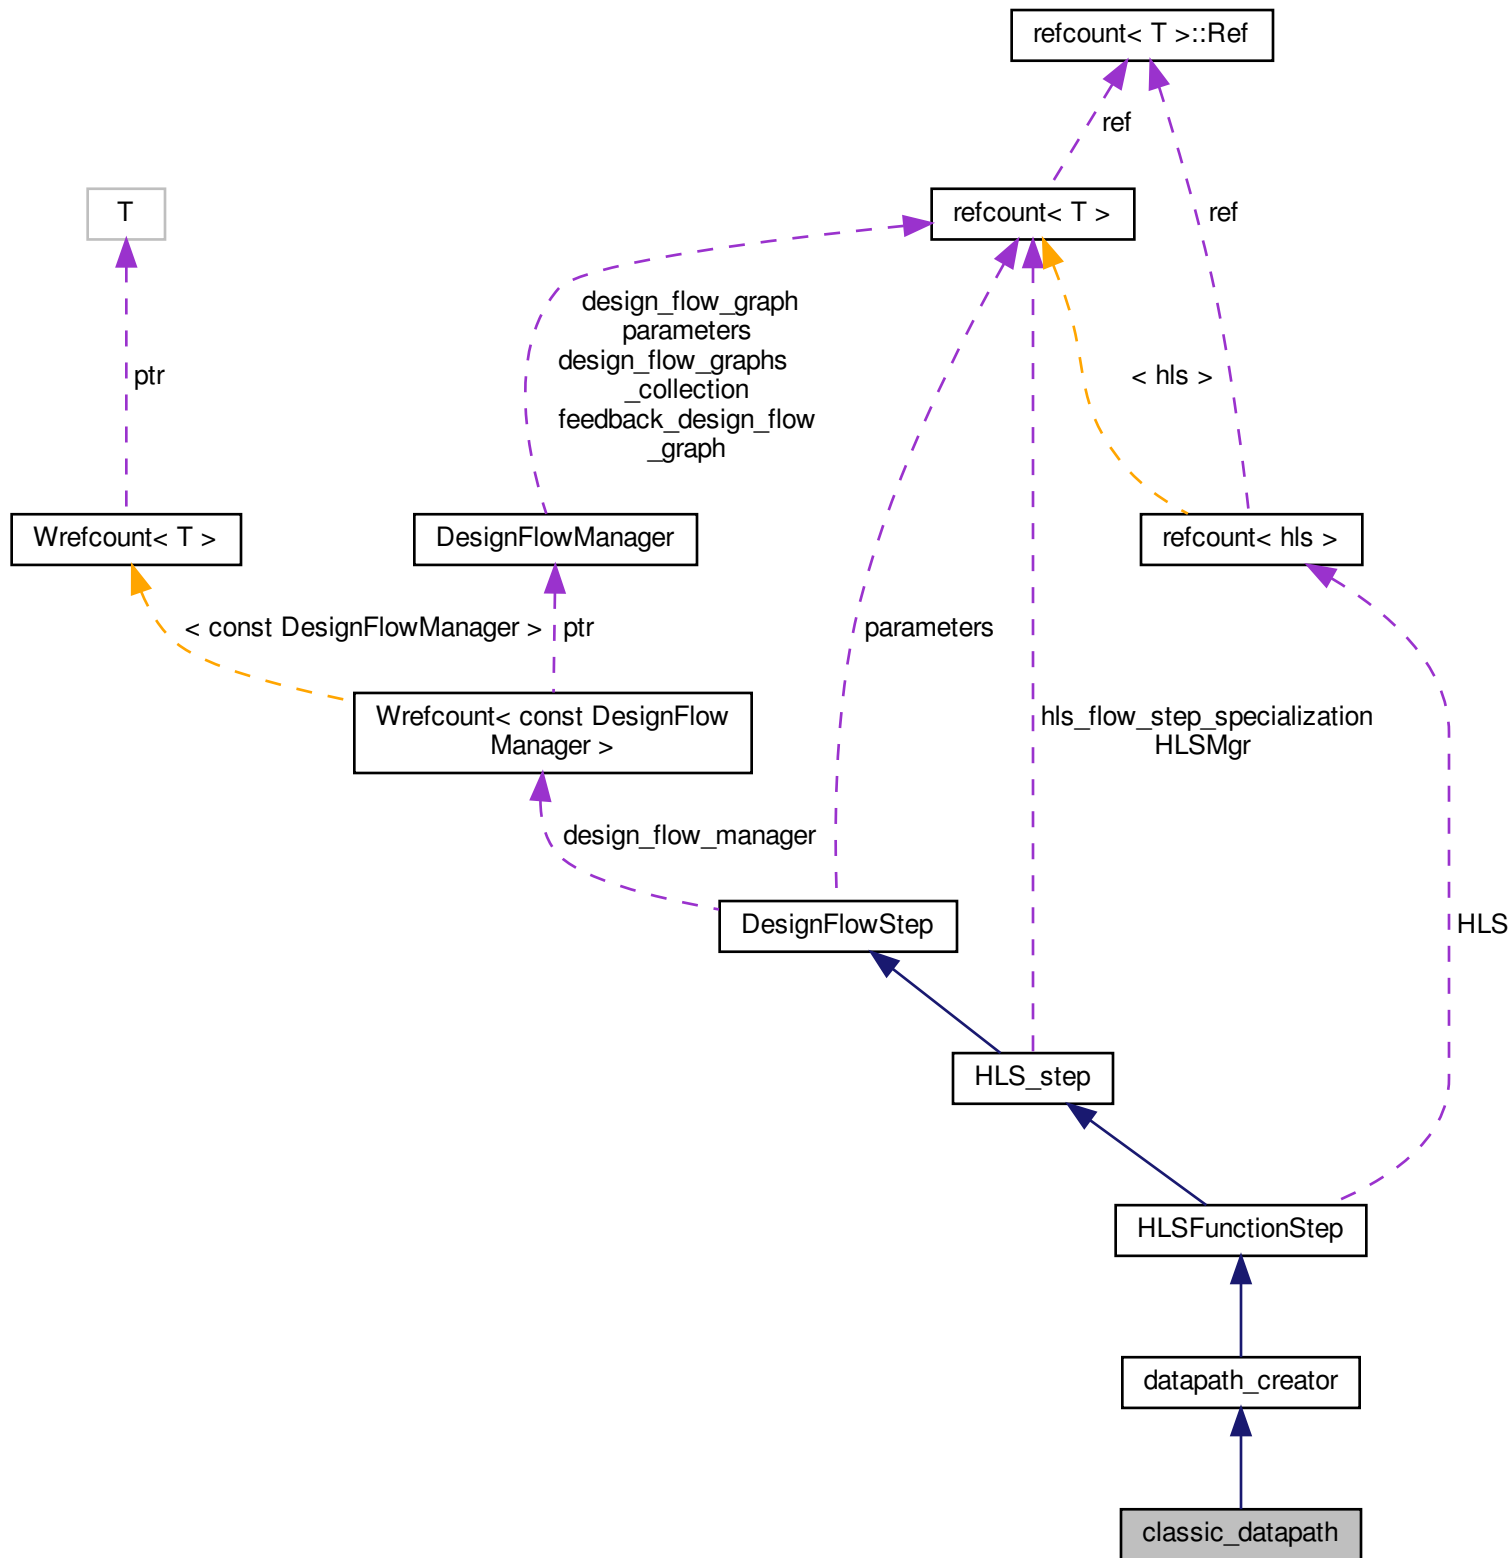 refcount< T >::Ref
ref
T
refcount< T >
ref
design_flow_graph
parameters
design_flow_graphs
_collection
feedback_design_flow
_graph
ptr
< hls >
Wrefcount< T >
DesignFlowManager
refcount< hls >
< const DesignFlowManager >
ptr
parameters
Wrefcount< const DesignFlow
Manager >
hls_flow_step_specialization
HLSMgr
design_flow_manager
DesignFlowStep
HLS
HLS_step
HLSFunctionStep
datapath_creator
classic_datapath